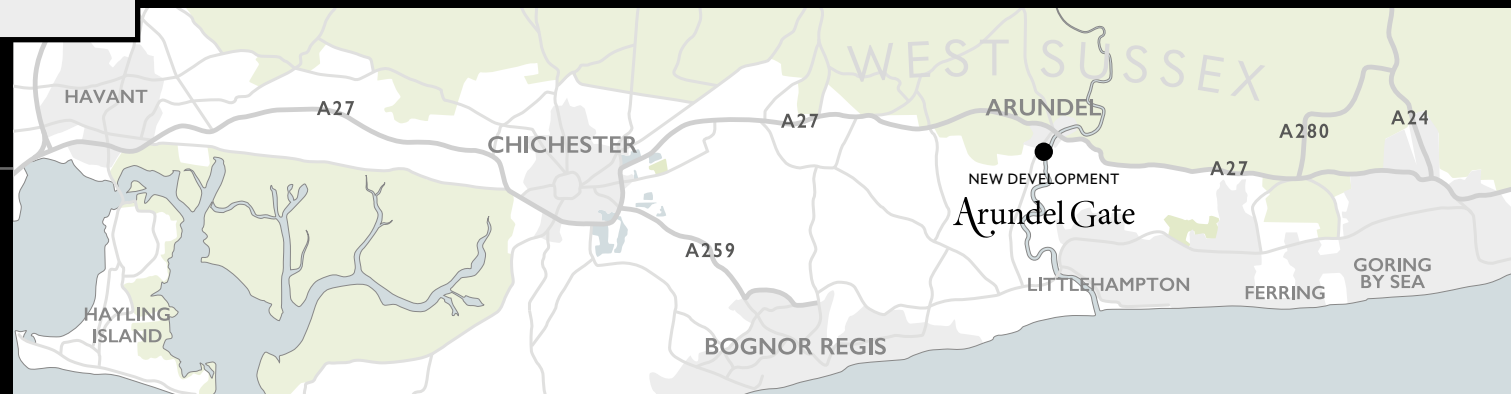 WEST SUSSEX
HAVANT
A27
CHICHESTER
A27
ARUNDEL
A280
A24
A27
NEW DEVELOPMENT
Arundel Gate
A259
HAYLING
ISLAND
LITTLEHAMPTON
FERRING
GORING
BY SEA
BOGNOR REGIS